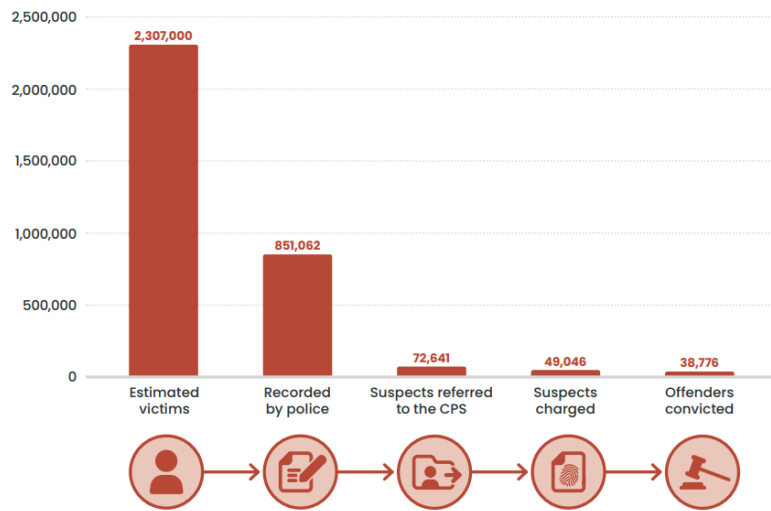 2,500,000
2,307,000
2,000,000
1,500,000
1,000,000
851,062
500,000
72,641
49,046
38,776
0
Estimated
victims
Recorded
by police
Suspects referred
to the CPS
Suspects
charged
Offenders
convicted